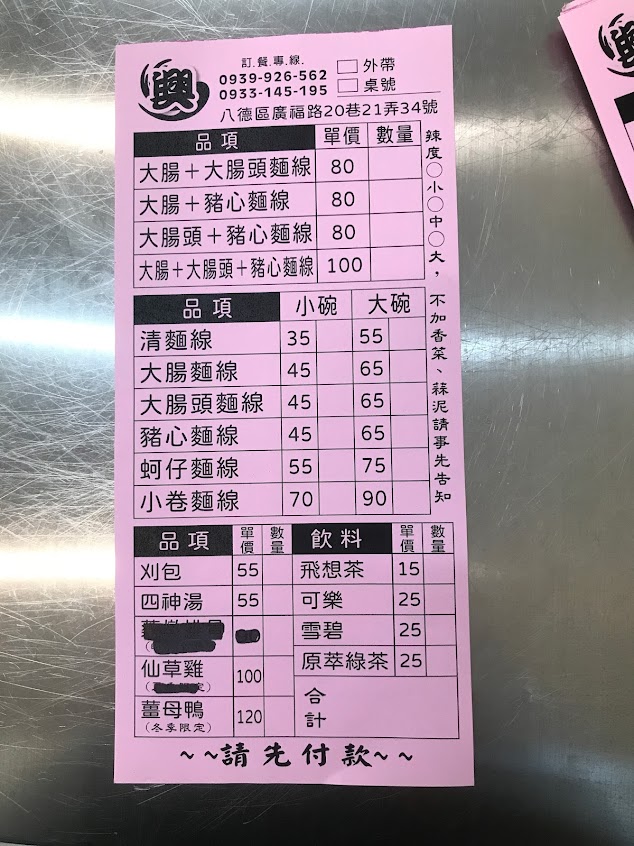 興
訂.餐.專.線.
0939-926-562
0933-145-195
外帶
桌號
八德區廣福路20巷21弄34號
品項 單價 數量
大腸＋大腸頭麵線 80
大腸＋豬心麵線 80
大腸頭＋豬心麵線 80
大腸＋大腸頭＋豬心麵線 100
辣度○小○中○大，不加香菜、蒜泥請事先告知
品項 小碗 大碗
清麵線 35 55
大腸麵線 45 65
大腸頭麵線 45 65
豬心麵線 45 65
蚵仔麵線 55 75
小卷麵線 70 90
品項 單價 數量
刈包 55
四神湯 55
仙草雞 100
薑母鴨 120
(冬季限定)
飲料 單價 數量
飛想茶 15
可樂 25
雪碧 25
原萃綠茶 25
合計
~~請先付款~~